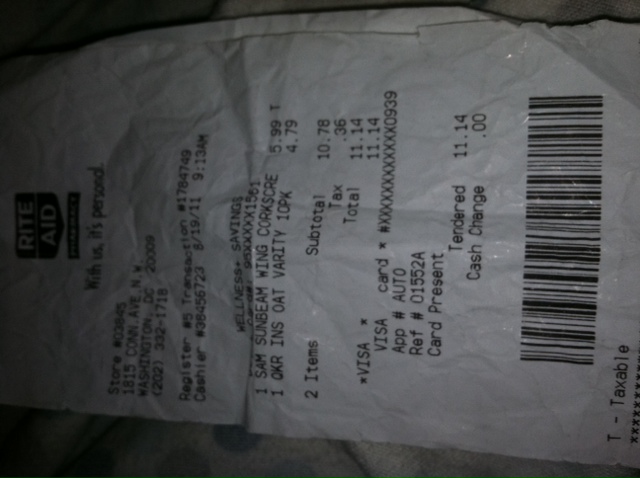 RITE
AID
PHARMACY
With us, it's personal.
Store #03845
1815 CONN.AVE.N.W.
WASHINGTON, DC 20009
(202) 332-1718
Register #5 Transaction #1784749
Cashier #38456723 8/19/11 9:13AM
WELLNESS+ SAVINGS
Card#: 98XXXXX1561
1 SAM SUNBEAM WING CORKSCRE 5.99 T
1 QKR INS OAT VARITY 10PK 4.79
2 Items Subtotal 10.78
Tax .36
Total 11.14
*VISA * 11.14
VISA card * #XXXXXXXXXXXX0939
App # AUTO
Ref # 01552A
Card Present
Tendered 11.14
Cash Change .00
T - Taxable